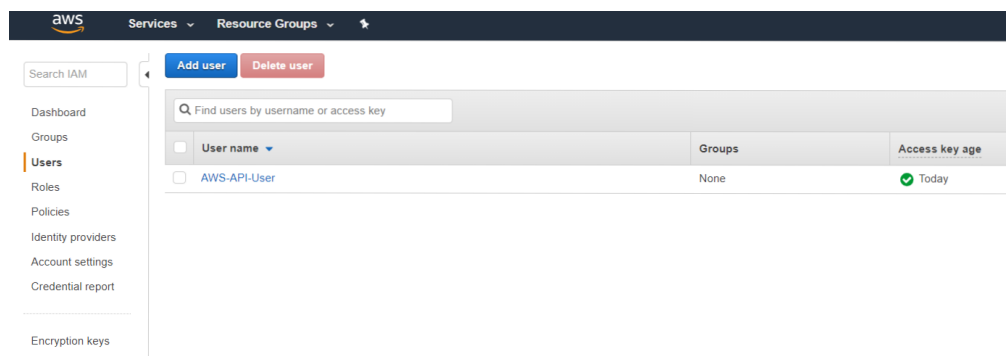 aws Services Resource Groups
Search IAM
Dashboard
Groups
Users
Roles
Policies
Identity providers
Account settings
Credential report
Encryption keys
Add user Delete user
Find users by username or access key
User name Groups Access key age
AWS-API-User None Today